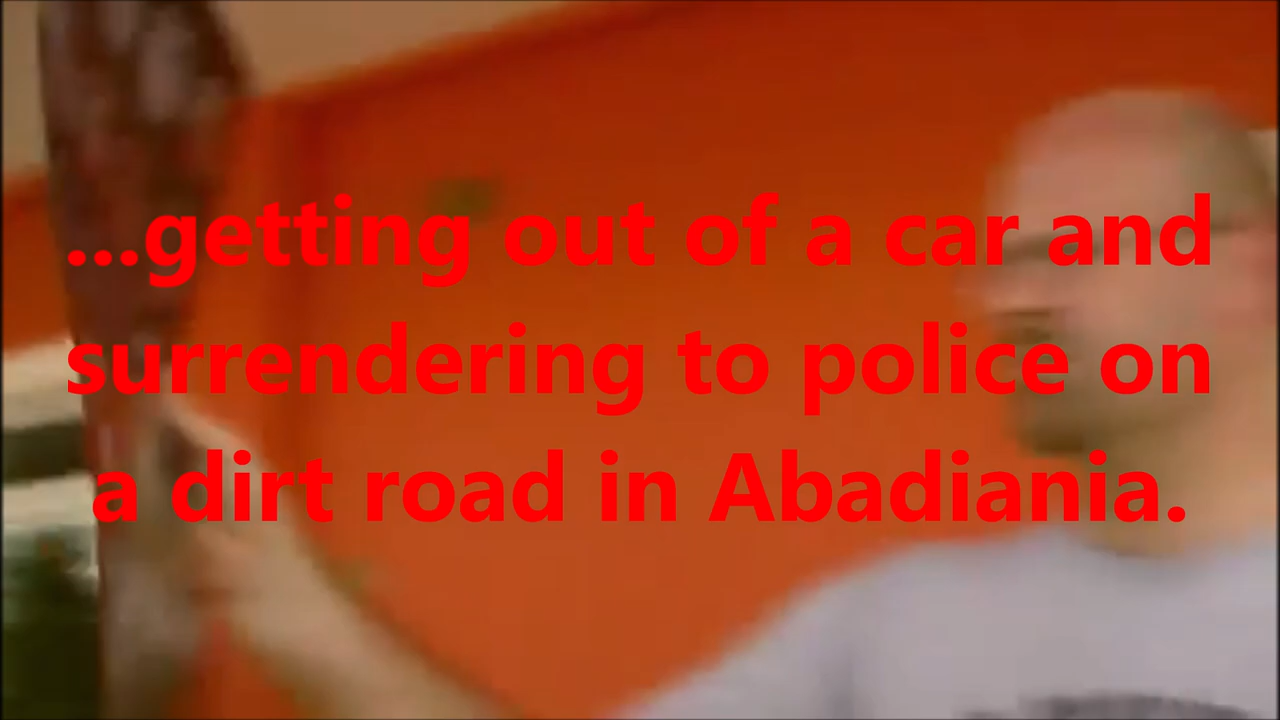 ...getting out of a car and
surrendering to police on
a dirt road in Abadiania.